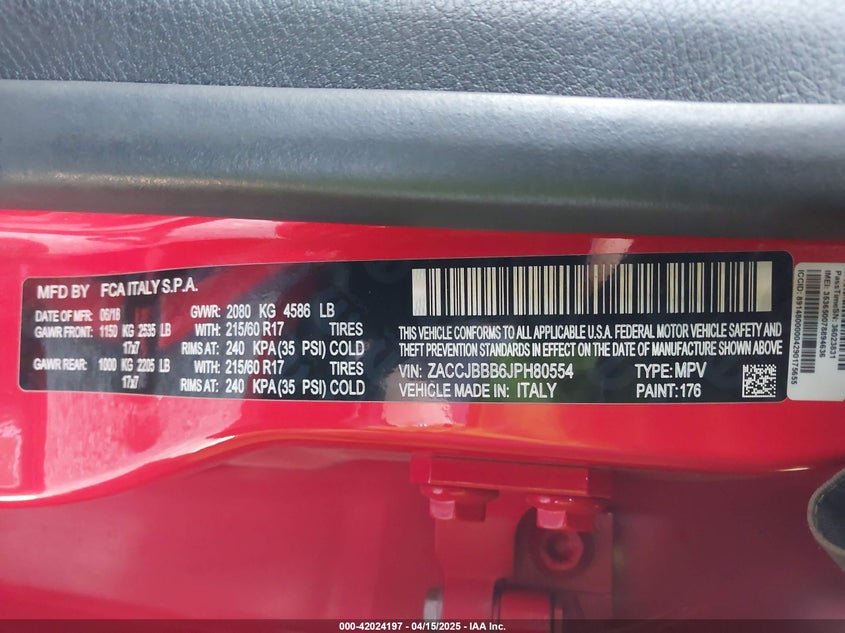 MFD BY FCA ITALY S.P.A.
DATE OF MFR 06/18 GVWR: 2080 KG 4586 LB
GAWR FRONT: 1150 KG 2535 LB WITH: 215/60 R17 TIRES
17x7 RIMS AT: 240 KPA(35 PSI) COLD
GAWR REAR: 1000 KG 2205 LB WITH: 215/60 R17 TIRES
17x7 RIMS AT: 240 KPA(35 PSI) COLD
THIS VEHICLE CONFORMS TO ALL APPLICABLE U.S.A. FEDERAL MOTOR VEHICLE SAFETY AND
THEFT PREVENTION STANDARDS IN EFFECT ON THE DATE OF MANUFACTURE SHOWN ABOVE
VIN: ZACCJBBB6JPH80554 TYPE: MPV
VEHICLE MADE IN: ITALY PAINT: 176
PassTimeSN: 36023531
IMEI: 353650097894636
000-42024197 - 04/15/2025 - IAA Inc.